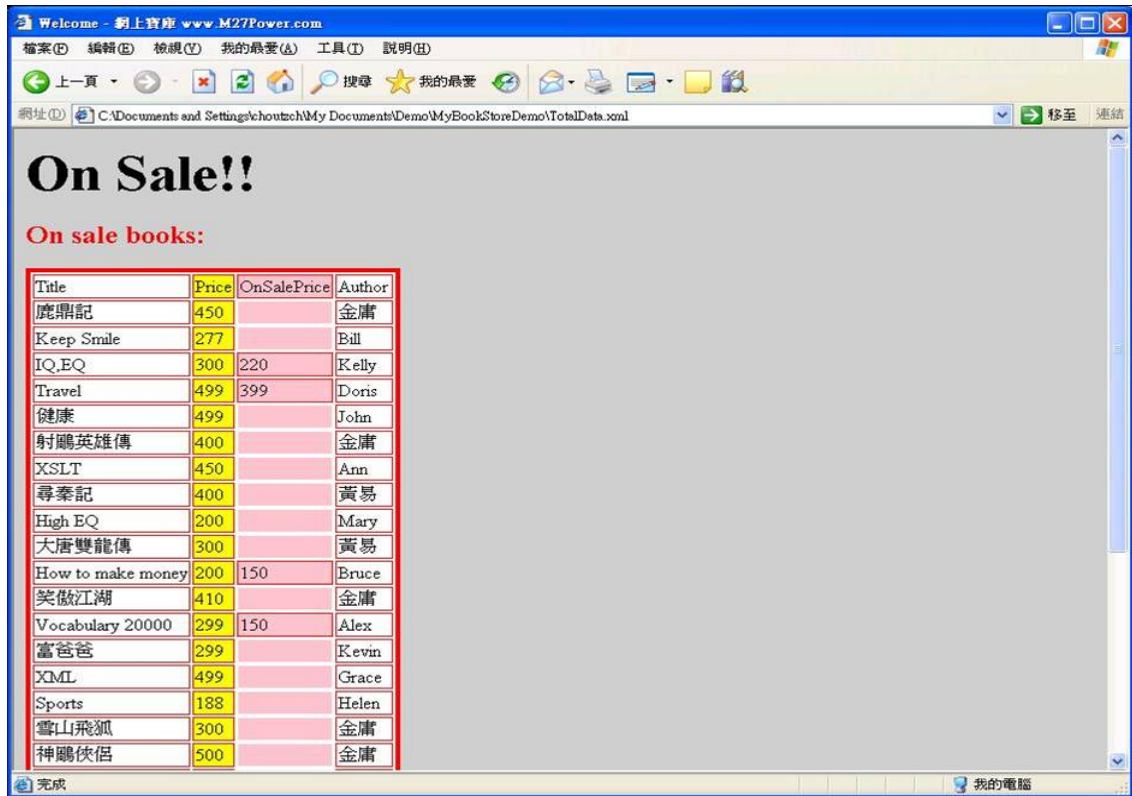 Welcome - 網上寶庫 www.M27Power.com
檔案(F) 編輯(E) 檢視(V) 我的最愛(A) 工具(T) 說明(H)
上一頁 搜尋 我的最愛
網址(D) C:\Documents and Settings\choutzch\My Documents\Demo\MyBookStoreDemo\TotalData.xml 移至 連結
On Sale!!
On sale books:
Title Price OnSalePrice Author
鹿鼎記 450 金庸
Keep Smile 277 Bill
IQ,EQ 300 220 Kelly
Travel 499 399 Doris
健康 499 John
射鵰英雄傳 400 金庸
XSLT 450 Ann
尋秦記 400 黃易
High EQ 200 Mary
大唐雙龍傳 300 黃易
How to make money 200 150 Bruce
笑傲江湖 410 金庸
Vocabulary 20000 299 150 Alex
富爸爸 299 Kevin
XML 499 Grace
Sports 188 Helen
雪山飛狐 300 金庸
神鵰俠侶 500 金庸
完成 我的電腦